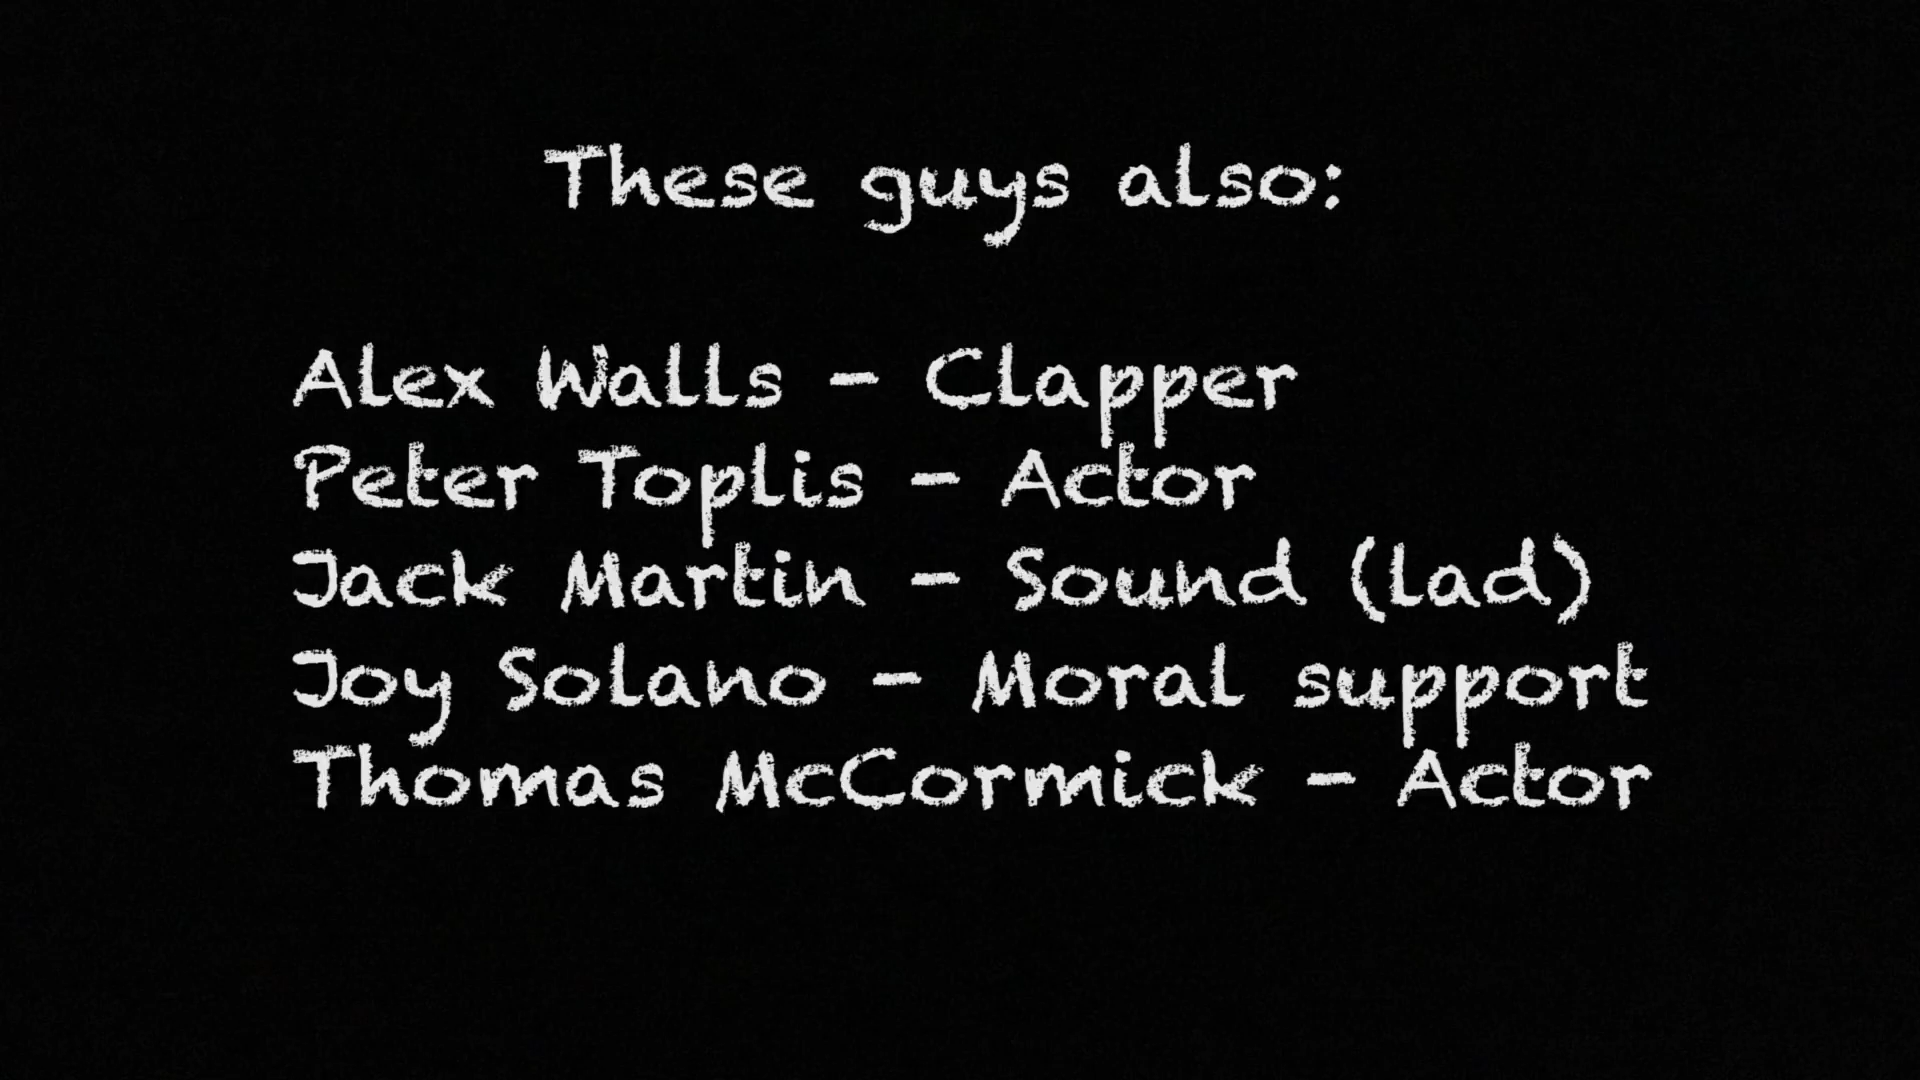 These guys also:
Alex Walls - Clapper
Peter Toplis - Actor
Jack Martin - Sound (lad)
Joy Solano - Moral support
Thomas McCormick - Actor